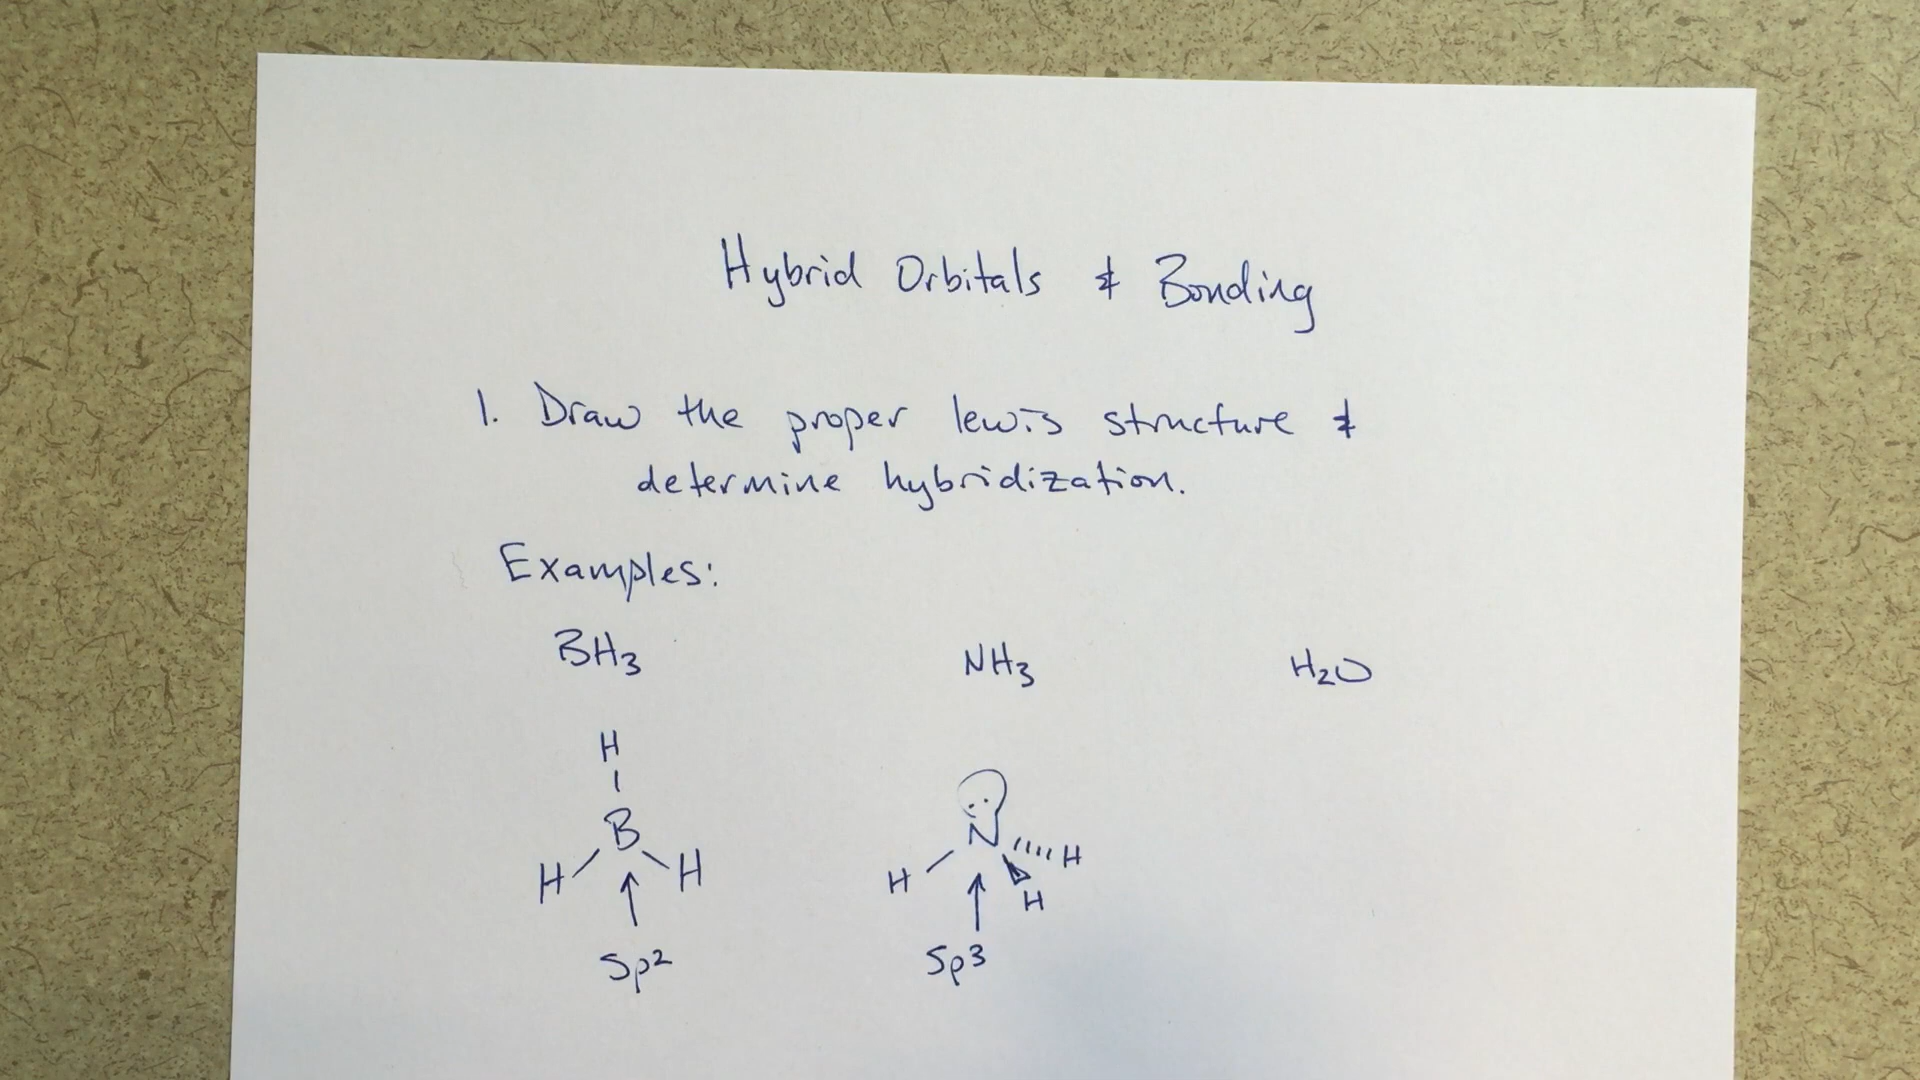 Hybrid Orbitals & Bonding
1. Draw the proper lewis structure &
determine hybridization.
Examples:
BH₃ NH₃ H₂O
H
B
H H
Sp²
N
H H
H
Sp³